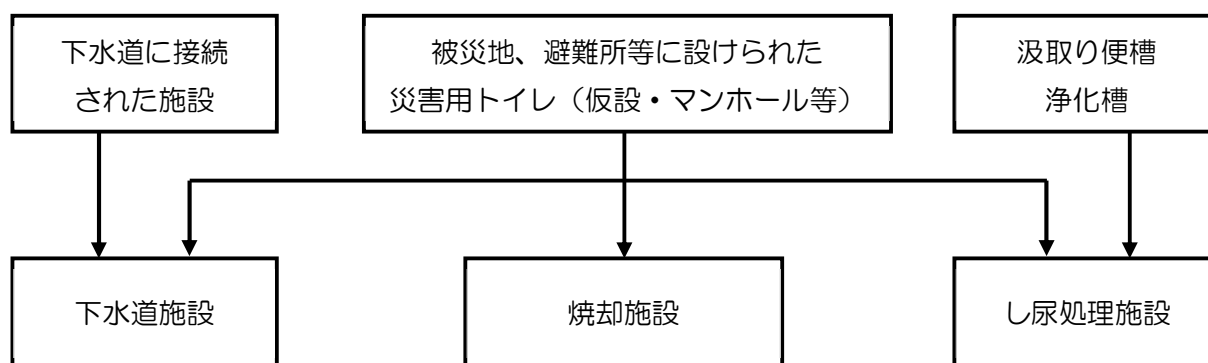 下水道に接続
された施設
被災地、避難所等に設けられた
災害用トイレ（仮設・マンホール等）
汲取り便槽
浄化槽
下水道施設
焼却施設
し尿処理施設